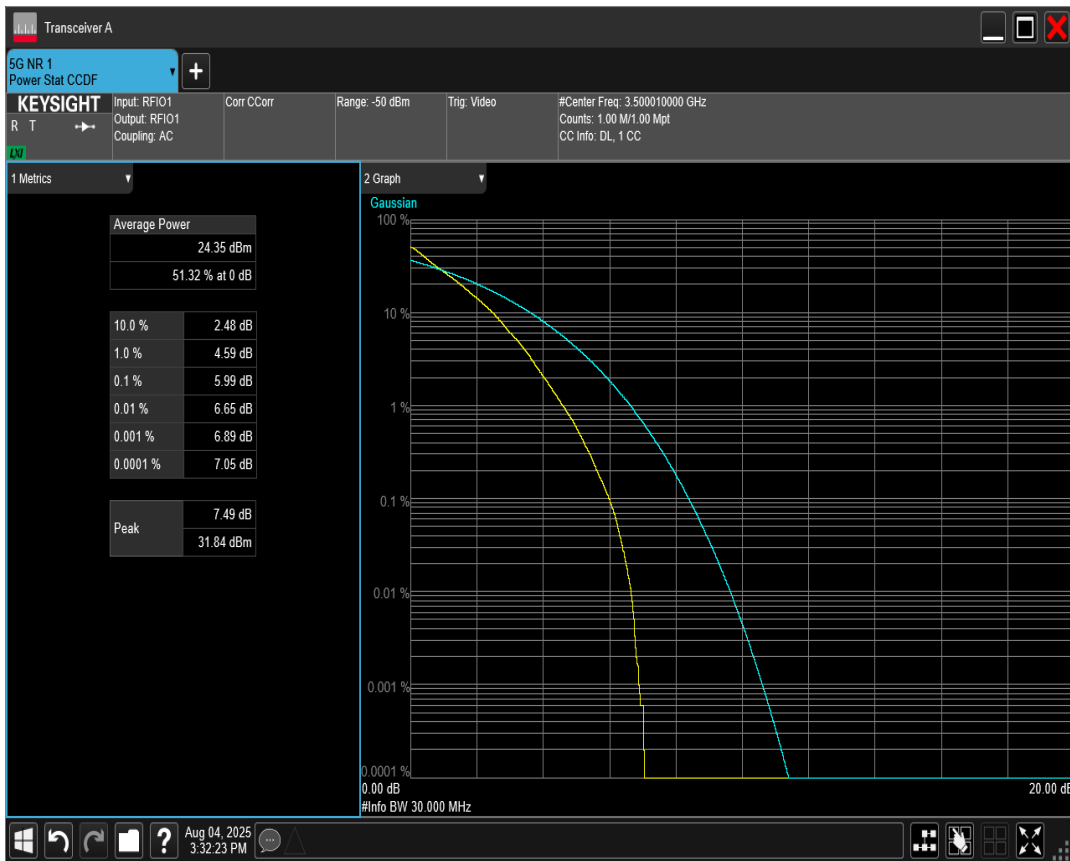 Transceiver A
5G NR 1
Power Stat CCDF
+
KEYSIGHT
R T
LXI
Input: RFIO1
Output: RFIO1
Coupling: AC
Corr CCorr
Range: -50 dBm
Trig: Video
#Center Freq: 3.500010000 GHz
Counts: 1.00 M/1.00 Mpt
CC Info: DL, 1 CC
1 Metrics
Average Power
24.35 dBm
51.32 % at 0 dB
10.0 % 2.48 dB
1.0 % 4.59 dB
0.1 % 5.99 dB
0.01 % 6.65 dB
0.001 % 6.89 dB
0.0001 % 7.05 dB
Peak
7.49 dB
31.84 dBm
2 Graph
Gaussian
100 %
10 %
1 %
0.1 %
0.01 %
0.001 %
0.0001 %
0.00 dB 20.00 dB
#Info BW 30.000 MHz
?
Aug 04, 2025
3:32:23 PM